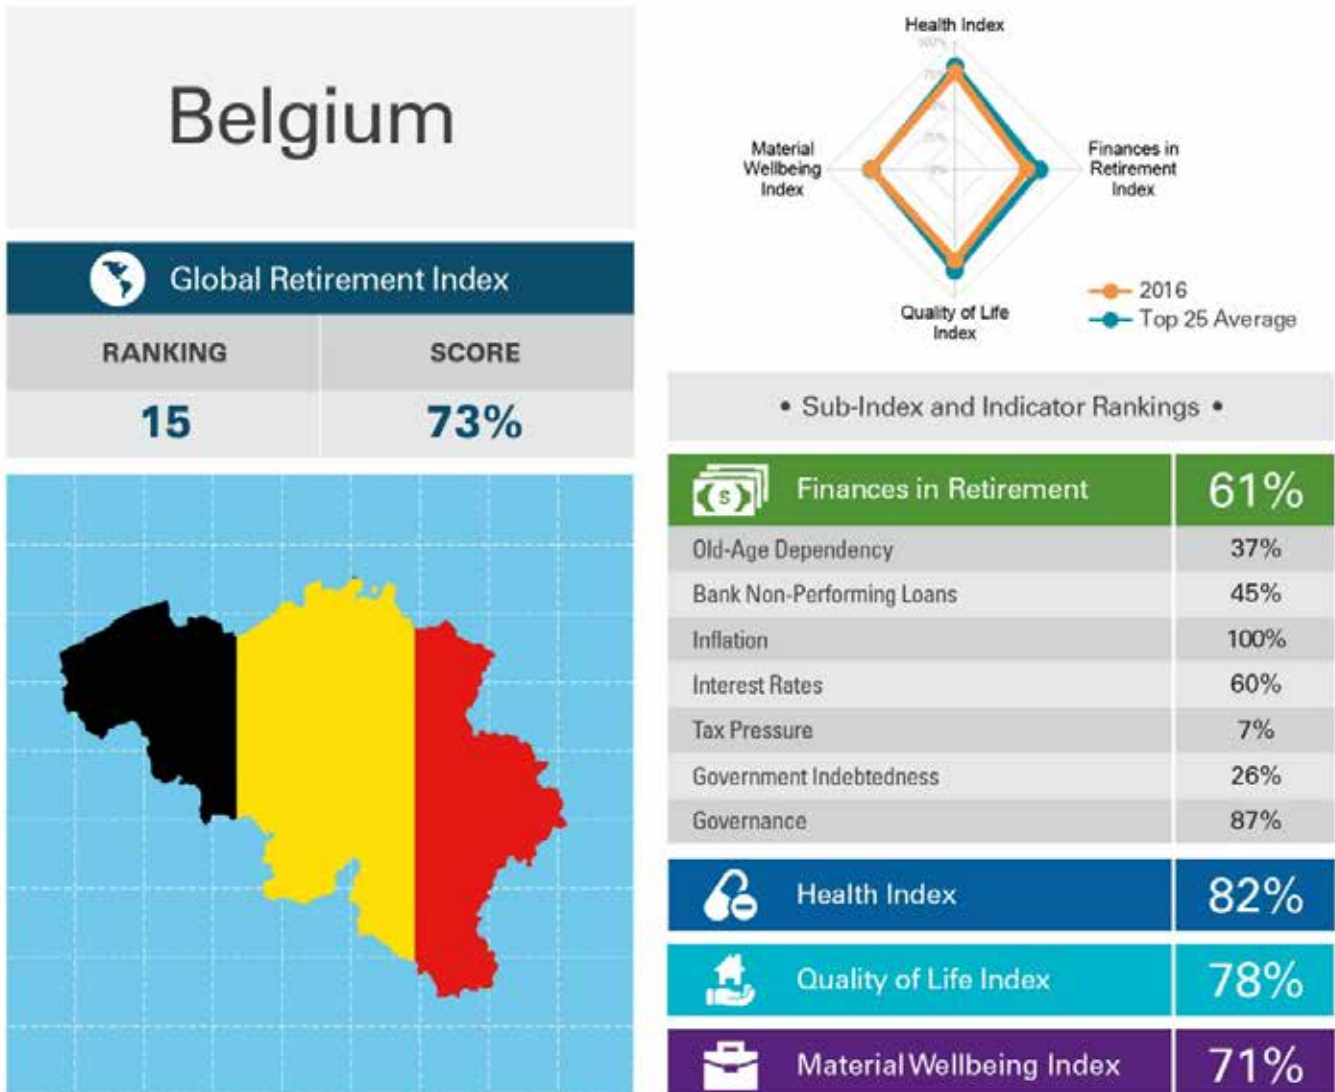 Belgium
Global Retirement Index
RANKING
SCORE
15
73%
Health Index
100%
Material
Wellbeing
Index
Finances in
Retirement
Index
Quality of Life
Index
2016
Top 25 Average
• Sub-Index and Indicator Rankings •
Finances in Retirement 61%
Old-Age Dependency 37%
Bank Non-Performing Loans 45%
Inflation 100%
Interest Rates 60%
Tax Pressure 7%
Government Indebtedness 26%
Governance 87%
Health Index 82%
Quality of Life Index 78%
Material Wellbeing Index 71%